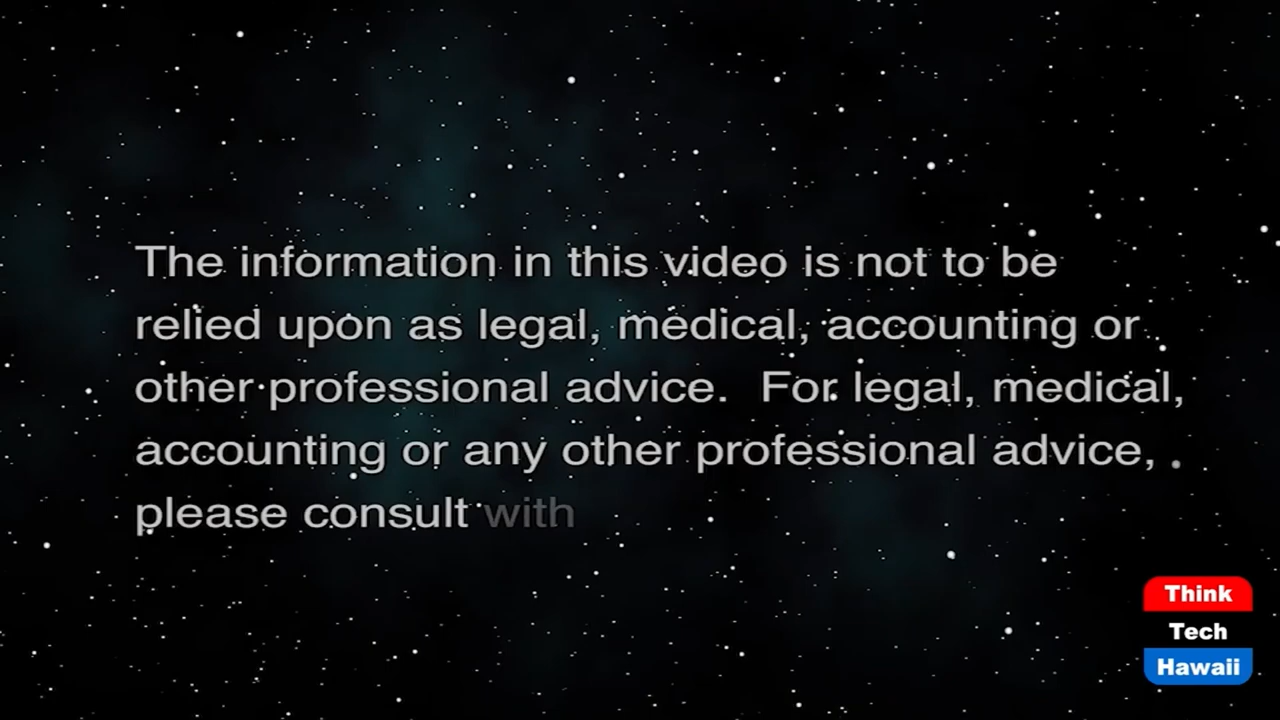 The information in this video is not to be
relied upon as legal, medical, accounting or
other professional advice.  For legal, medical,
accounting or any other professional advice,
please consult with
Think
Tech
Hawaii